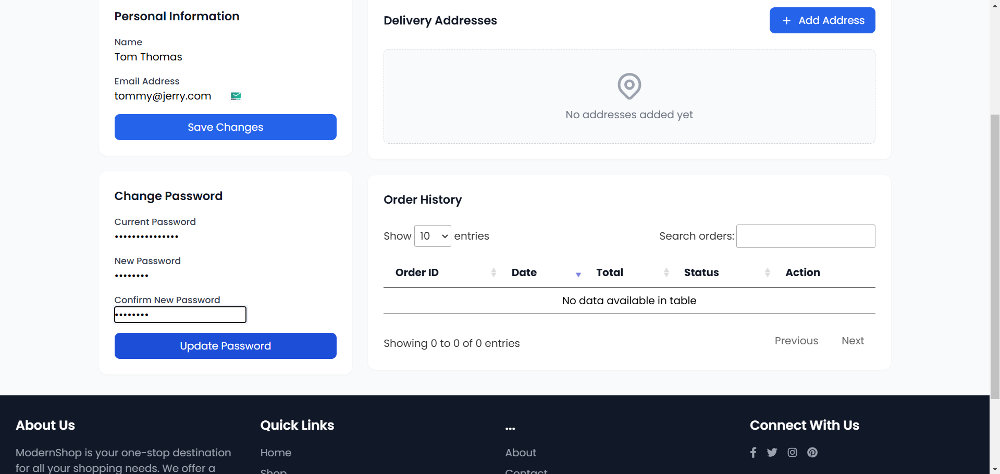 Personal Information
Name
Tom Thomas
Email Address
tommy@jerry.com
Save Changes
Delivery Addresses
+ Add Address
No addresses added yet
Change Password
Current Password
•••••••••••••••
New Password
••••••••
Confirm New Password
••••••••
Update Password
Order History
Show 10 entries
Search orders:
Order ID Date Total Status Action
No data available in table
Showing 0 to 0 of 0 entries
Previous Next
About Us
ModernShop is your one-stop destination
for all your shopping needs. We offer a
Quick Links
Home
Shop
...
About
Contact
Connect With Us